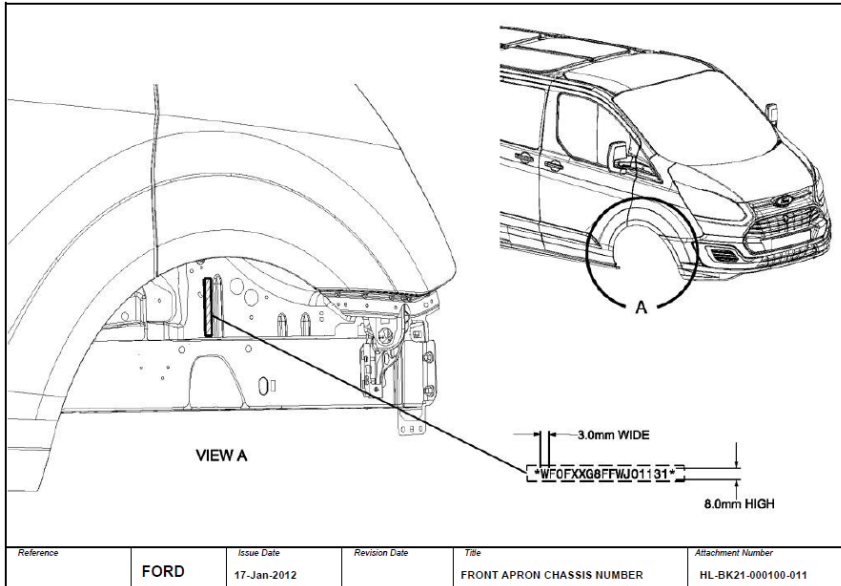 A
VIEW A
3.0mm WIDE
*WF0FXXG8FFWJ01131*
8.0mm HIGH
Reference
FORD
Issue Date
17-Jan-2012
Revision Date
Title
FRONT APRON CHASSIS NUMBER
Attachment Number
HL-BK21-000100-011